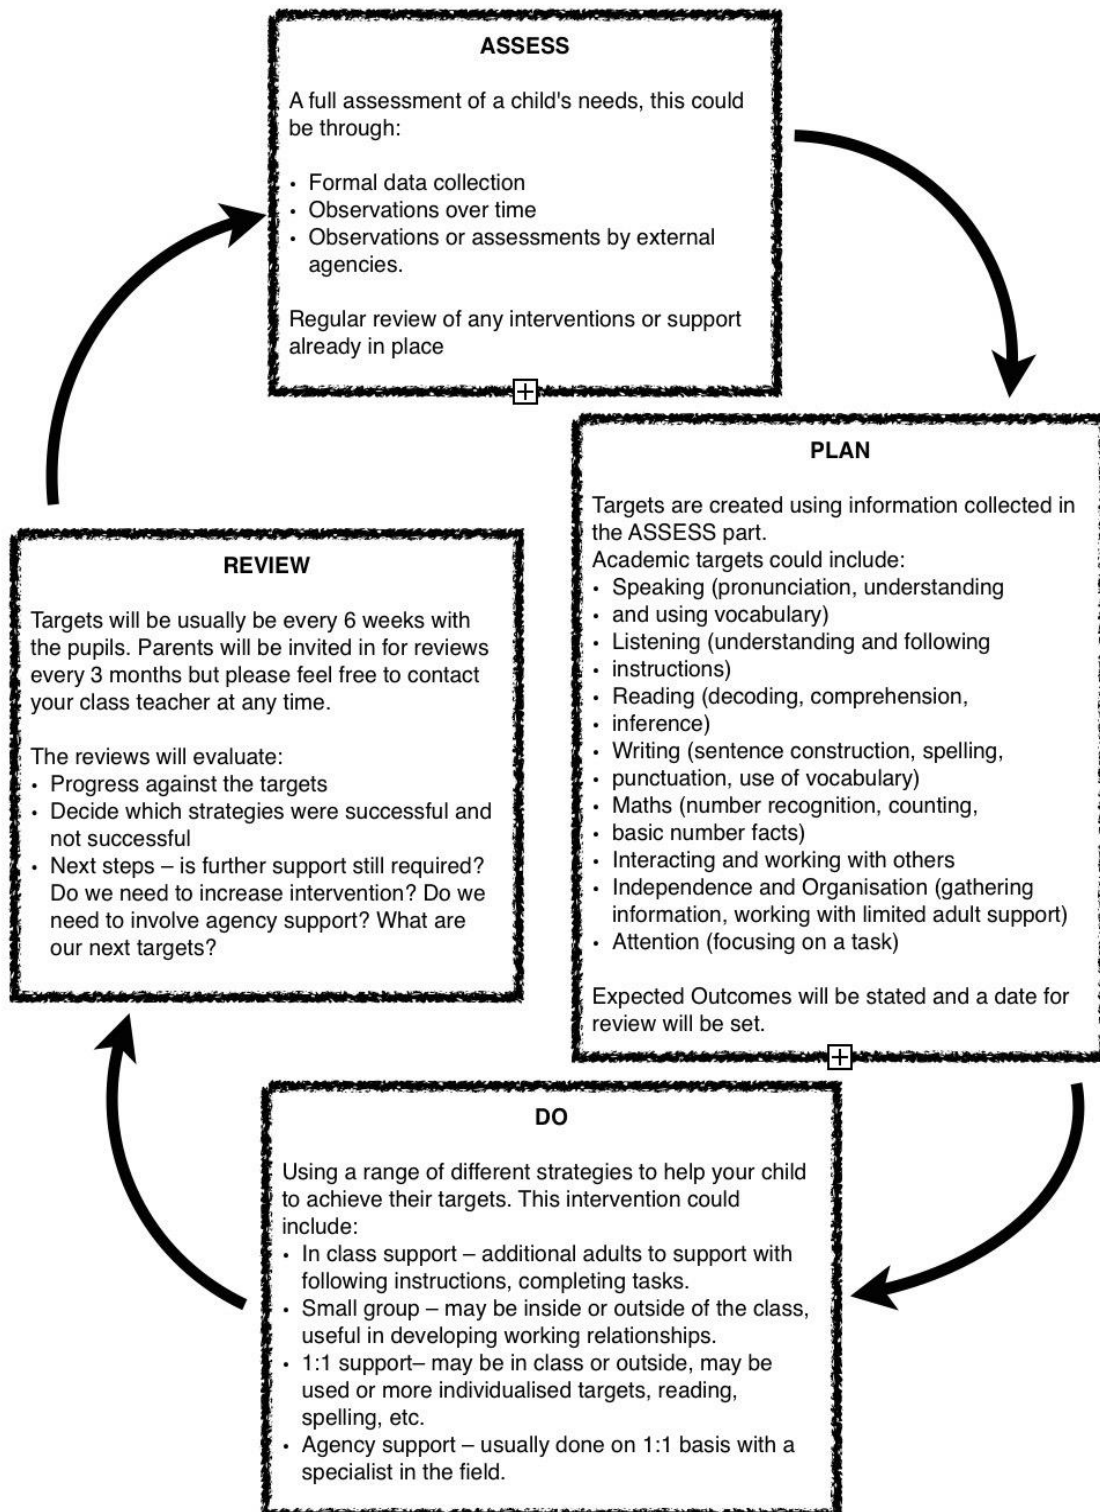 ASSESS
A full assessment of a child's needs, this could
be through:
• Formal data collection
• Observations over time
• Observations or assessments by external
agencies.
Regular review of any interventions or support
already in place
PLAN
Targets are created using information collected in
the ASSESS part.
Academic targets could include:
• Speaking (pronunciation, understanding
• and using vocabulary)
• Listening (understanding and following
• instructions)
• Reading (decoding, comprehension,
• inference)
• Writing (sentence construction, spelling,
• punctuation, use of vocabulary)
• Maths (number recognition, counting,
• basic number facts)
• Interacting and working with others
• Independence and Organisation (gathering
information, working with limited adult support)
• Attention (focusing on a task)
Expected Outcomes will be stated and a date for
review will be set.
DO
Using a range of different strategies to help your child
to achieve their targets. This intervention could
include:
• In class support – additional adults to support with
following instructions, completing tasks.
• Small group – may be inside or outside of the class,
useful in developing working relationships.
• 1:1 support– may be in class or outside, may be
used or more individualised targets, reading,
spelling, etc.
• Agency support – usually done on 1:1 basis with a
specialist in the field.
REVIEW
Targets will be usually be every 6 weeks with
the pupils. Parents will be invited in for reviews
every 3 months but please feel free to contact
your class teacher at any time.
The reviews will evaluate:
• Progress against the targets
• Decide which strategies were successful and
not successful
• Next steps – is further support still required?
Do we need to increase intervention? Do we
need to involve agency support? What are
our next targets?